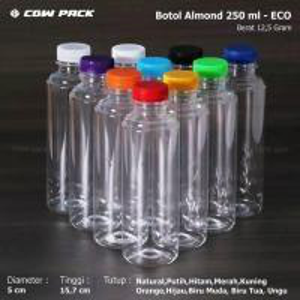 COW PACK
Botol Almond 250 ml - ECO
Berat 12,5 Gram
Diameter :
5 cm
Tinggi :
15,7 cm
Tutup :
Natural,Putih,Hitam,Merah,Kuning
Orange,Hijau,Biru Muda, Biru Tua, Ungu